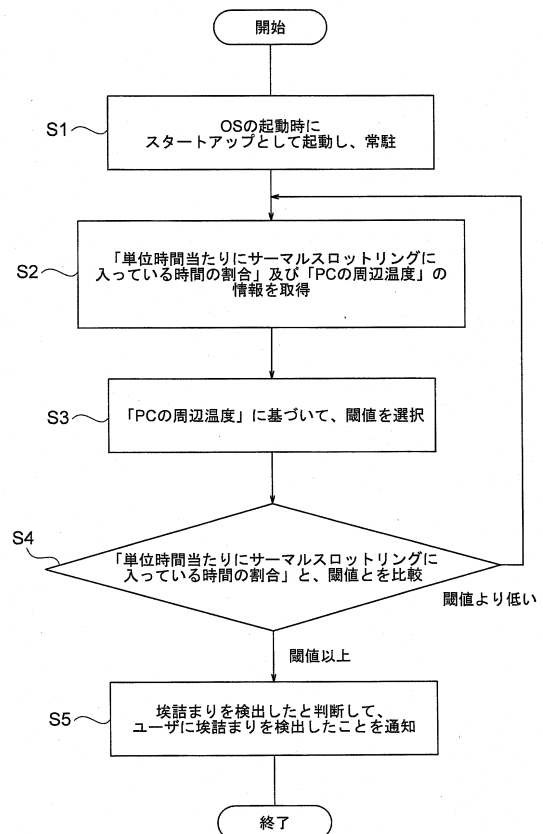 開始
S1
OSの起動時に
スタートアップとして起動し、常駐
S2
「単位時間当たりにサーマルスロットリングに
入っている時間の割合」及び「PCの周辺温度」の
情報を取得
S3
「PCの周辺温度」に基づいて、閾値を選択
S4
「単位時間当たりにサーマルスロットリングに
入っている時間の割合」と、閾値とを比較
閾値より低い
閾値以上
S5
埃詰まりを検出したと判断して、
ユーザに埃詰まりを検出したことを通知
終了